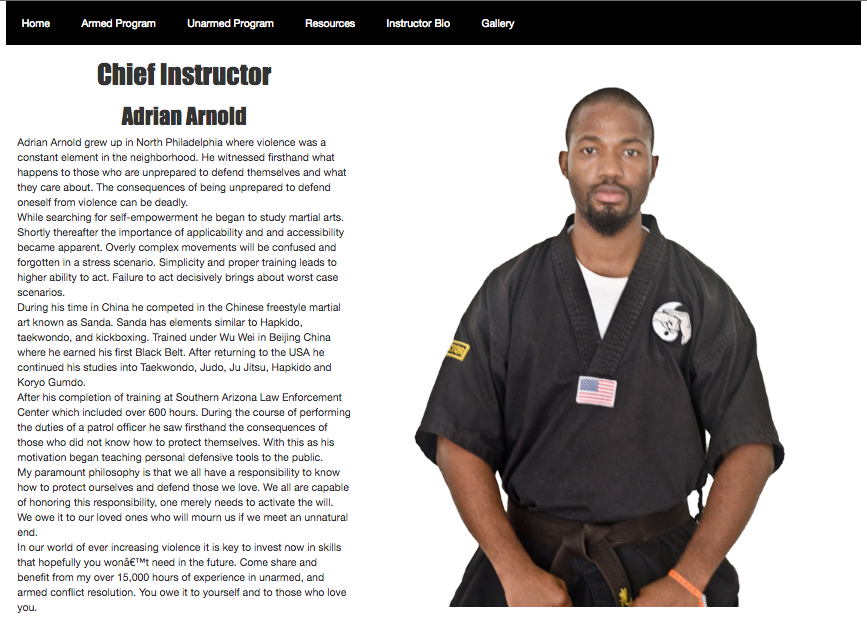 Home Armed Program Unarmed Program Resources Instructor Bio Gallery
Chief Instructor
Adrian Arnold
Adrian Arnold grew up in North Philadelphia where violence was a
constant element in the neighborhood. He witnessed firsthand what
happens to those who are unprepared to defend themselves and what
they care about. The consequences of being unprepared to defend
oneself from violence can be deadly.
While searching for self-empowerment he began to study martial arts.
Shortly thereafter the importance of applicability and and accessibility
became apparent. Overly complex movements will be confused and
forgotten in a stress scenario. Simplicity and proper training leads to
higher ability to act. Failure to act decisively brings about worst case
scenarios.
During his time in China he competed in the Chinese freestyle martial
art known as Sanda. Sanda has elements similar to Hapkido,
taekwondo, and kickboxing. Trained under Wu Wei in Beijing China
where he earned his first Black Belt. After returning to the USA he
continued his studies into Taekwondo, Judo, Ju Jitsu, Hapkido and
Koryo Gumdo.
After his completion of training at Southern Arizona Law Enforcement
Center which included over 600 hours. During the course of performing
the duties of a patrol officer he saw firsthand the consequences of
those who did not know how to protect themselves. With this as his
motivation began teaching personal defensive tools to the public.
My paramount philosophy is that we all have a responsibility to know
how to protect ourselves and defend those we love. We all are capable
of honoring this responsibility, one merely needs to activate the will.
We owe it to our loved ones who will mourn us if we meet an unnatural
end.
In our world of ever increasing violence it is key to invest now in skills
that hopefully you wonâ€™t need in the future. Come share and
benefit from my over 15,000 hours of experience in unarmed, and
armed conflict resolution. You owe it to yourself and to those who love
you.